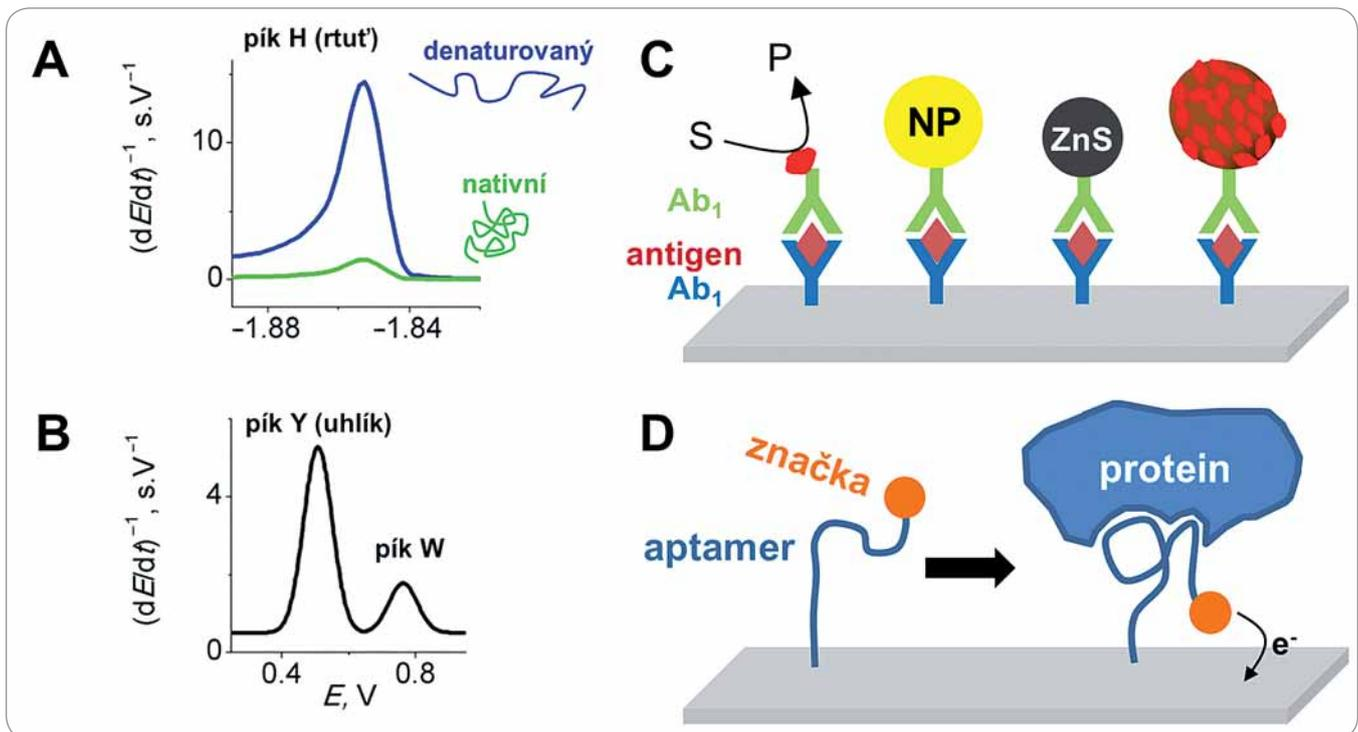 A
pík H (rtuť)
denaturovaný
nativní
(dE/dt)⁻¹, s.V⁻¹
10
0
–1.88
–1.84
B
pík Y (uhlík)
pík W
(dE/dt)⁻¹, s.V⁻¹
4
0
0.4
0.8
E, V
C
P
S
NP
ZnS
Ab₁
antigen
Ab₁
D
značka
aptamer
protein
e⁻